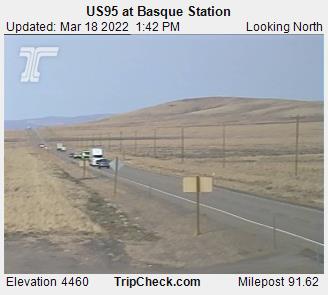 US95 at Basque Station
Updated: Mar 18 2022 1:42 PM Looking North
Elevation 4460 TripCheck.com Milepost 91.62